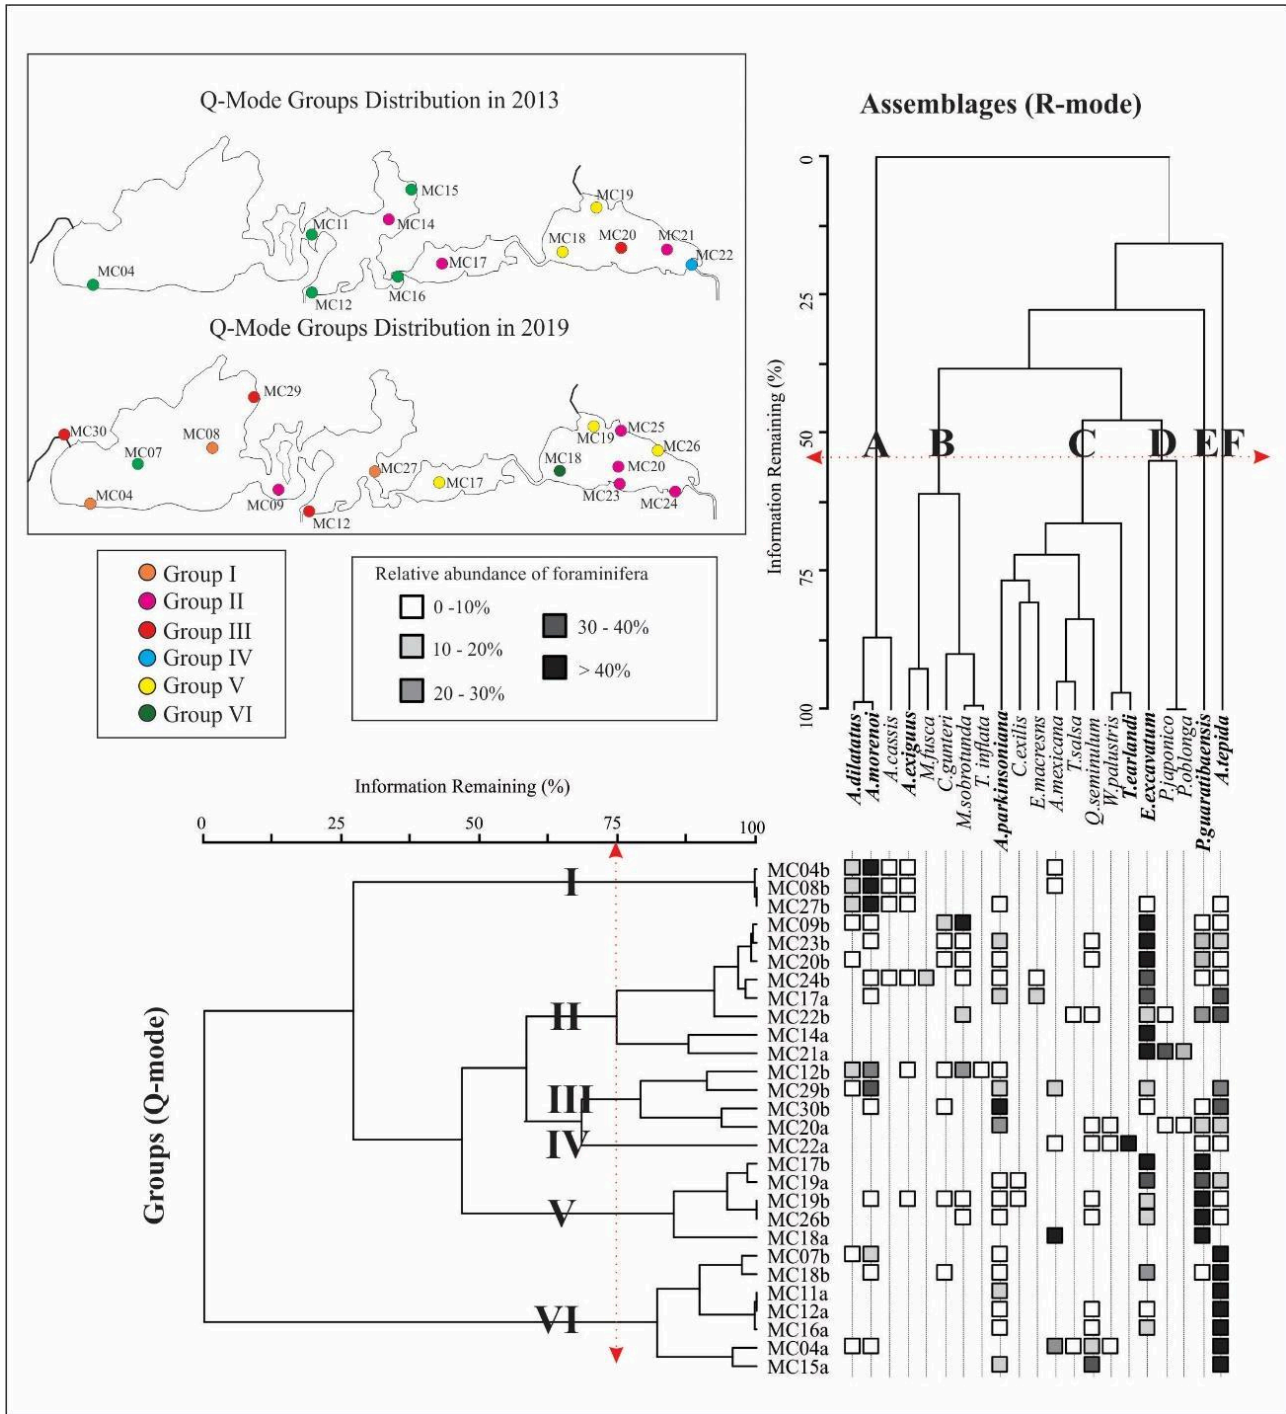 Q-Mode Groups Distribution in 2013
MC15
MC14
MC11
MC04
MC12
MC16
MC17
MC19
MC18
MC20
MC21
MC22
Q-Mode Groups Distribution in 2019
MC29
MC30
MC08
MC07
MC04
MC09
MC12
MC27
MC17
MC19
MC25
MC26
MC18
MC20
MC23
MC24
Group I
Group II
Group III
Group IV
Group V
Group VI
Relative abundance of foraminifera
0 -10%
10 - 20%
20 - 30%
30 - 40%
> 40%
Assemblages (R-mode)
Information Remaining (%)
0
25
50
75
100
A B C D E F
A.dilatatus
A.morenoi
A.cassis
A.exiguus
M.fusca
C.gunteri
M.sobrotunda
T. inflata
A.parkinsoniana
C.exilis
E.macresns
A.mexicana
T.salsa
Q.seminulum
W.palustris
T.earlandi
E.excavatum
P.japonico
P.oblonga
P.guaratibaensis
A.tepida
Information Remaining (%)
0 25 50 75 100
Groups (Q-mode)
I
II
III
IV
V
VI
MC04b
MC08b
MC27b
MC09b
MC23b
MC20b
MC24b
MC17a
MC22b
MC14a
MC21a
MC12b
MC29b
MC30b
MC20a
MC22a
MC17b
MC19a
MC19b
MC26b
MC18a
MC07b
MC18b
MC11a
MC12a
MC16a
MC04a
MC15a